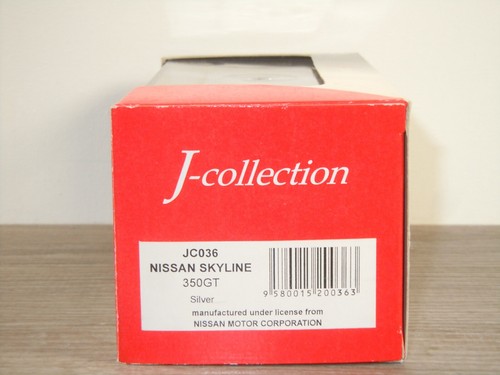 J-collection
JC036
NISSAN SKYLINE
350GT
Silver
9 580015 200363
manufactured under license from
NISSAN MOTOR CORPORATION